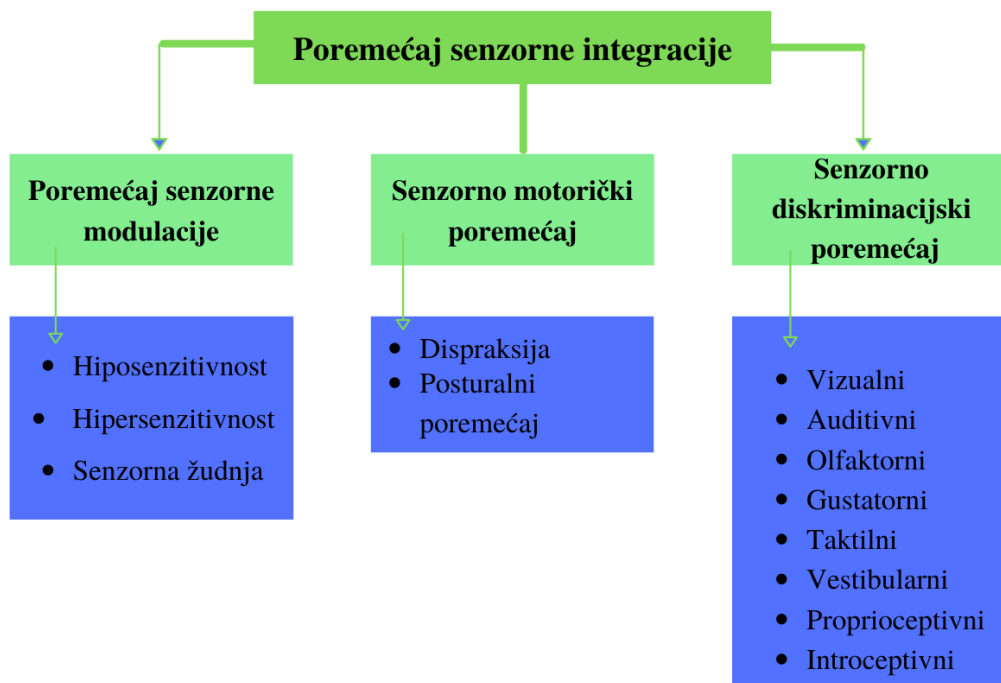 Poremećaj senzorne integracije
Poremećaj senzorne
modulacije
Senzorno motorički
poremećaj
Senzorno
diskriminacijski
poremećaj
Hiposenzitivnost
Hipersenzitivnost
Senzorna žudnja
Dispraksija
Posturalni
poremećaj
Vizualni
Auditivni
Olfaktorni
Gustatorni
Taktilni
Vestibularni
Proprioceptivni
Introceptivni